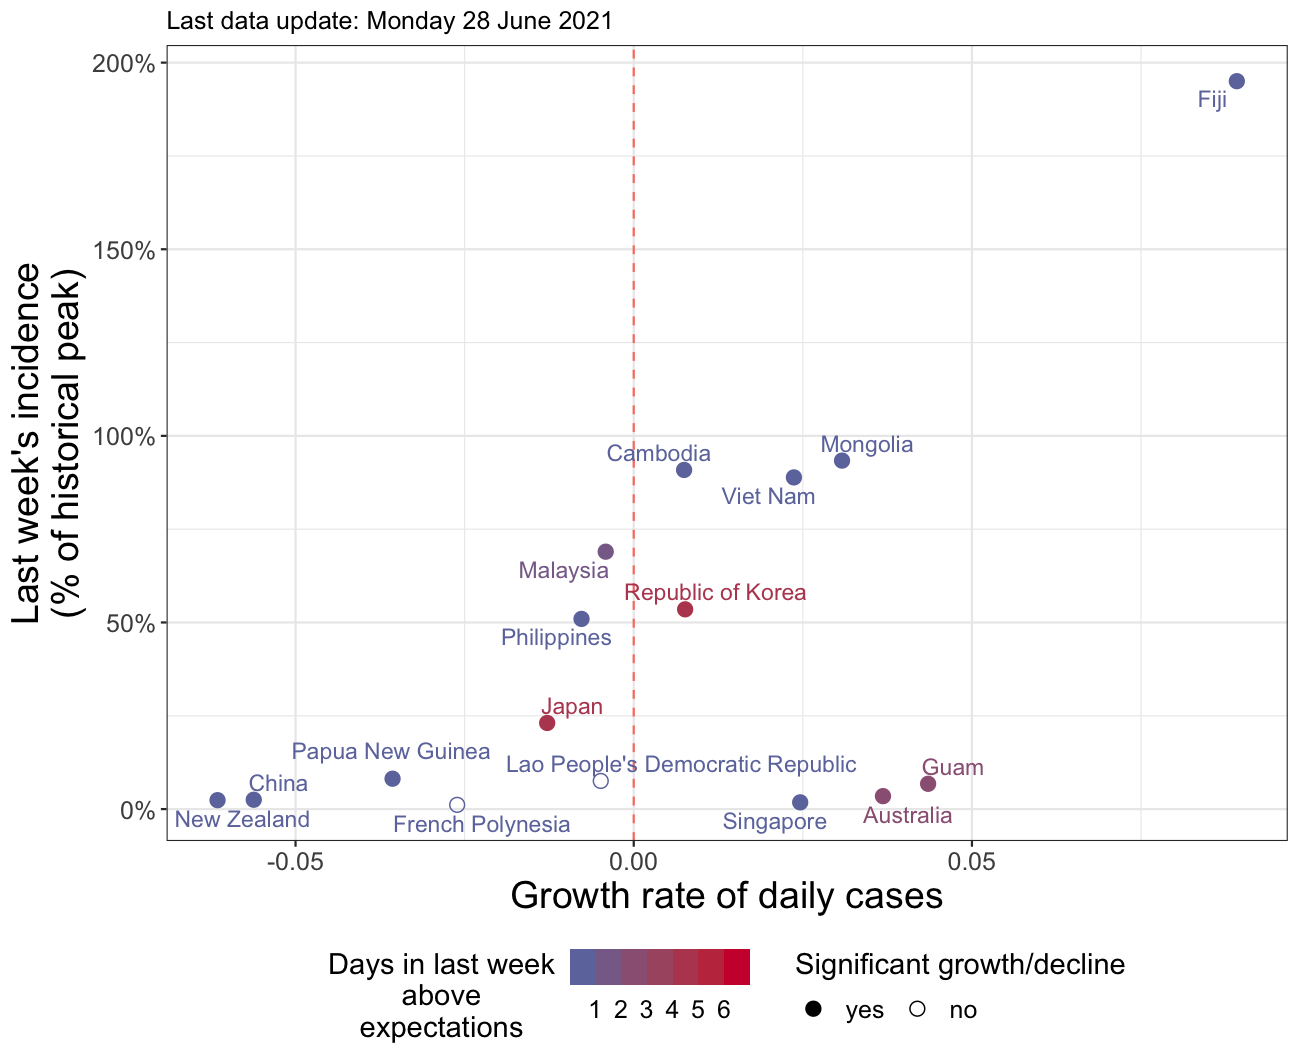 Last data update: Monday 28 June 2021
Last week's incidence
(% of historical peak)
200%
150%
100%
50%
0%
Fiji
Mongolia
Cambodia
Viet Nam
Malaysia
Republic of Korea
Philippines
Japan
Papua New Guinea
Lao People's Democratic Republic
Guam
China
New Zealand
French Polynesia
Singapore
Australia
-0.05
0.00
0.05
Growth rate of daily cases
Days in last week
above
expectations
1 2 3 4 5 6
Significant growth/decline
yes
no